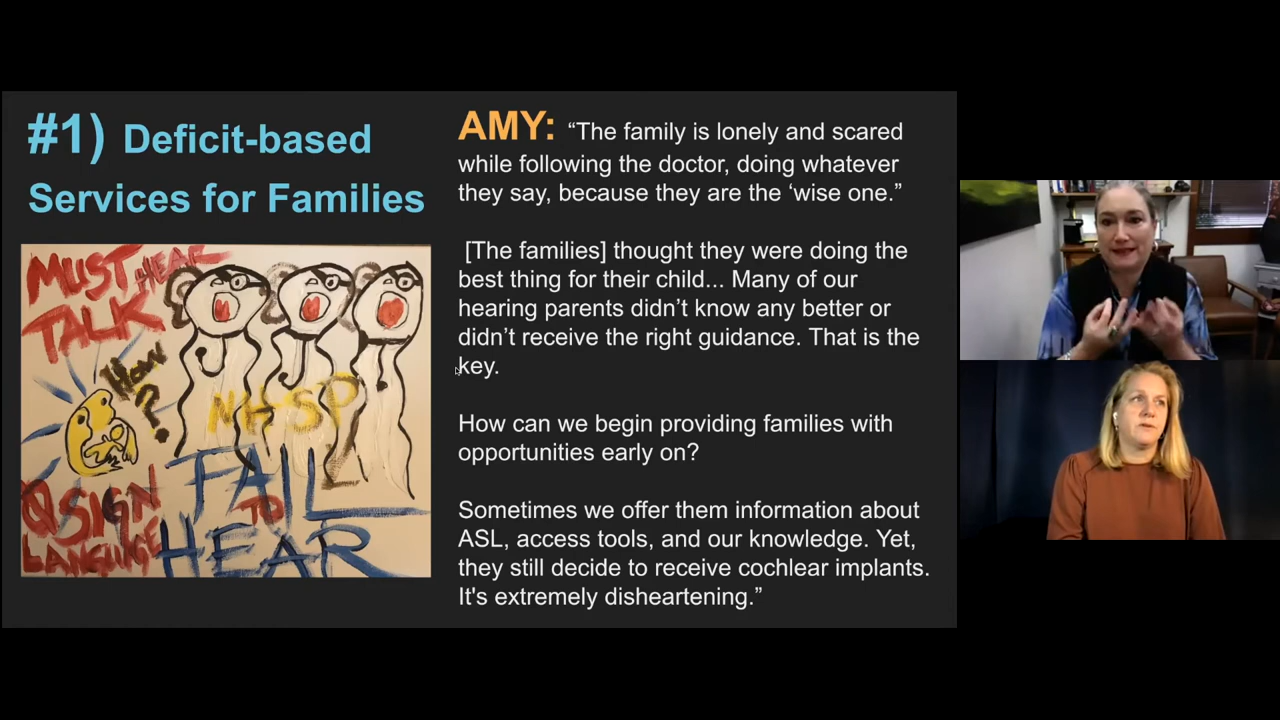 #1) Deficit-based
Services for Families
MUST HEAR
TALK
HOW
?
NHSP
FAIL
TO
HEAR
SIGN
LANGUAGE
AMY: “The family is lonely and scared
while following the doctor, doing whatever
they say, because they are the ‘wise one.”
[The families] thought they were doing the
best thing for their child... Many of our
hearing parents didn’t know any better or
didn’t receive the right guidance. That is the
key.
How can we begin providing families with
opportunities early on?
Sometimes we offer them information about
ASL, access tools, and our knowledge. Yet,
they still decide to receive cochlear implants.
It's extremely disheartening.”